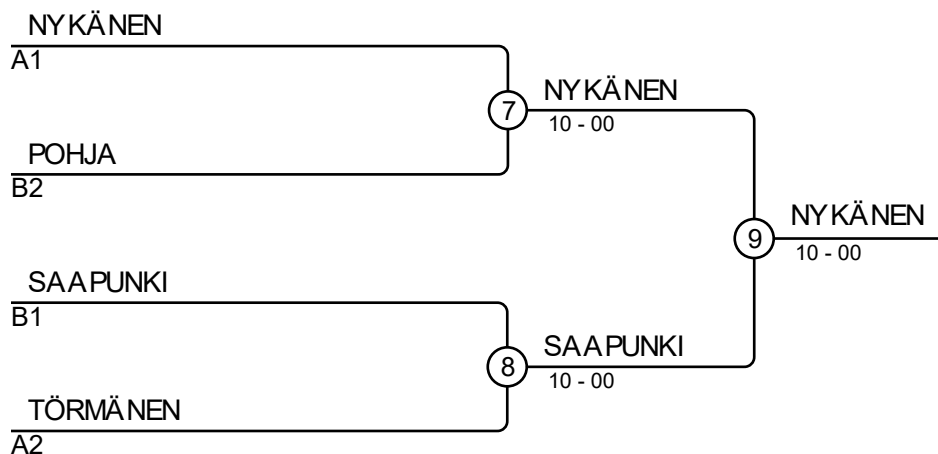 NYKÄNEN
A1
7
NYKÄNEN
10 - 00
POHJA
B2
9
NYKÄNEN
10 - 00
SAAPUNKI
B1
8
SAAPUNKI
10 - 00
TÖRMÄNEN
A2